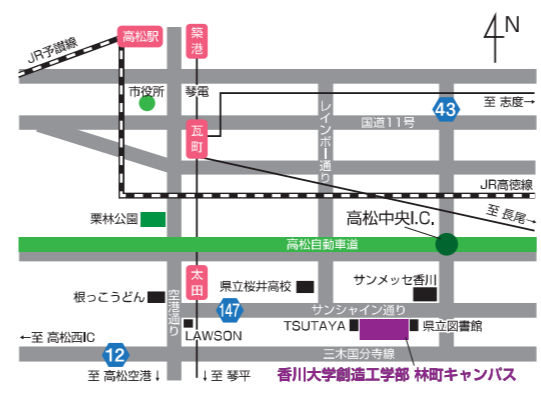 高松駅
築港
N
JR予讃線
市役所
琴電
43
至 志度→
瓦町
レインボー通り
国道11号
JR高徳線
栗林公園
高松中央I.C.
至 長尾→
高松自動車道
太田
県立桜井高校
サンメッセ香川
根っこうどん
空港通り
147
サンシャイン通り
LAWSON
TSUTAYA
県立図書館
←至 高松西IC
12
三木国分寺線
至 高松空港↓
↓至 琴平
香川大学創造工学部 林町キャンパス